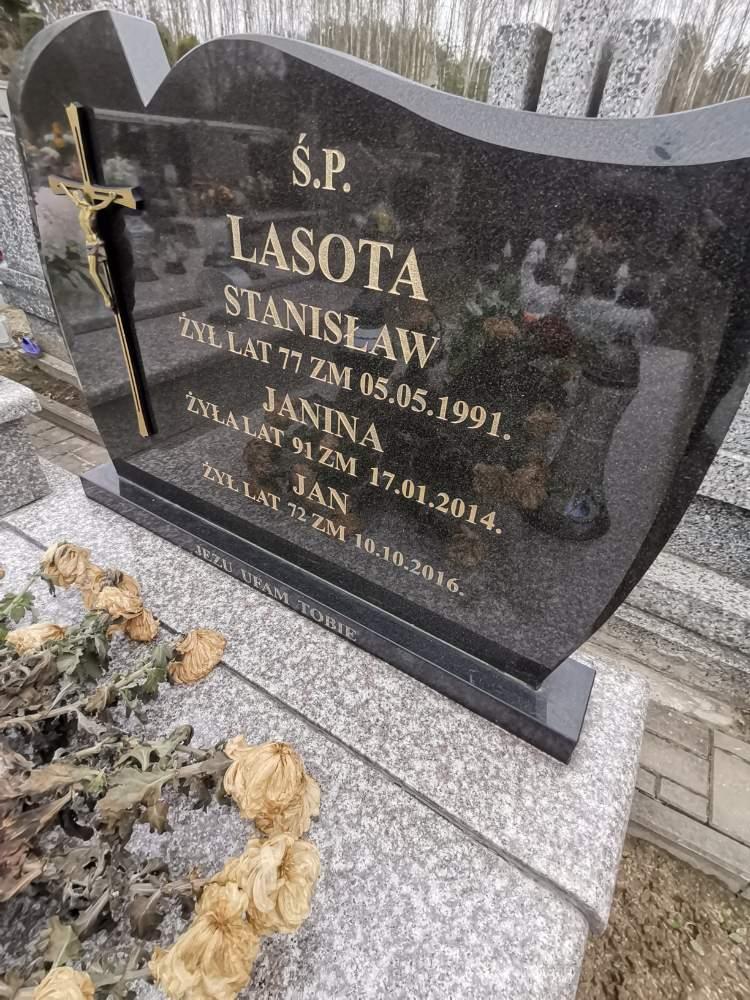 Ś.P.
LASOTA
STANISŁAW
ŻYŁ LAT 77 ZM 05.05.1991.
JANINA
ŻYŁA LAT 91 ZM 17.01.2014.
JAN
ŻYŁ LAT 72 ZM 10.10.2016.
JEZU UFAM TOBIE